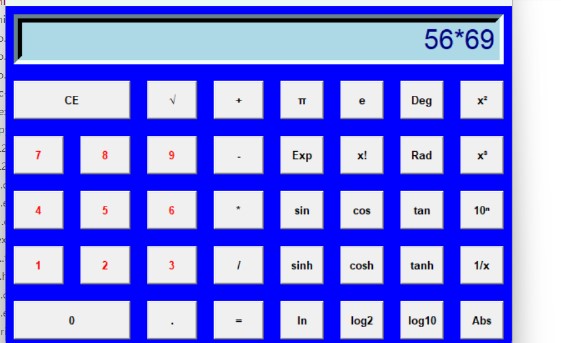 56*69
CE √ + π e Deg x²
7 8 9 - Exp x! Rad x³
4 5 6 * sin cos tan 10ⁿ
1 2 3 / sinh cosh tanh 1/x
0 . = ln log2 log10 Abs